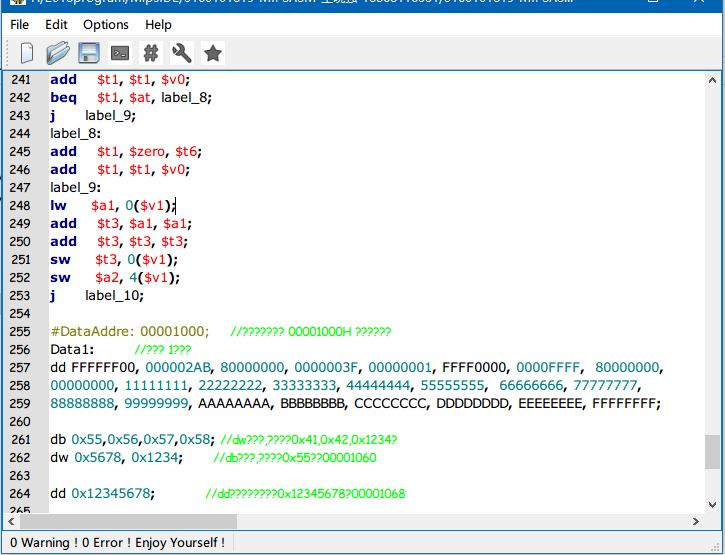 File Edit Options Help
241 add $t1, $t1, $v0;
242 beq $t1, $at, label_8;
243 j label_9;
244 label_8:
245 add $t1, $zero, $t6;
246 add $t1, $t1, $v0;
247 label_9:
248 lw $a1, 0($v1);
249 add $t3, $a1, $a1;
250 add $t3, $t3, $t3;
251 sw $t3, 0($v1);
252 sw $a2, 4($v1);
253 j label_10;
254
255 #DataAddre: 00001000; //??????? 00001000H ??????
256 Data1: //??? 1???
257 dd FFFFFF00, 000002AB, 80000000, 0000003F, 00000001, FFFF0000, 0000FFFF, 80000000,
258 00000000, 11111111, 22222222, 33333333, 44444444, 55555555, 66666666, 77777777,
259 88888888, 99999999, AAAAAAAA, BBBBBBBB, CCCCCCCC, DDDDDDDD, EEEEEEEE, FFFFFFFF;
260
261 db 0x55,0x56,0x57,0x58; //dw???,????0x41,0x42,0x1234?
262 dw 0x5678, 0x1234; //db???,????0x55??00001060
263
264 dd 0x12345678; //dd????????0x12345678?00001068
265
0 Warning ! 0 Error ! Enjoy Yourself !